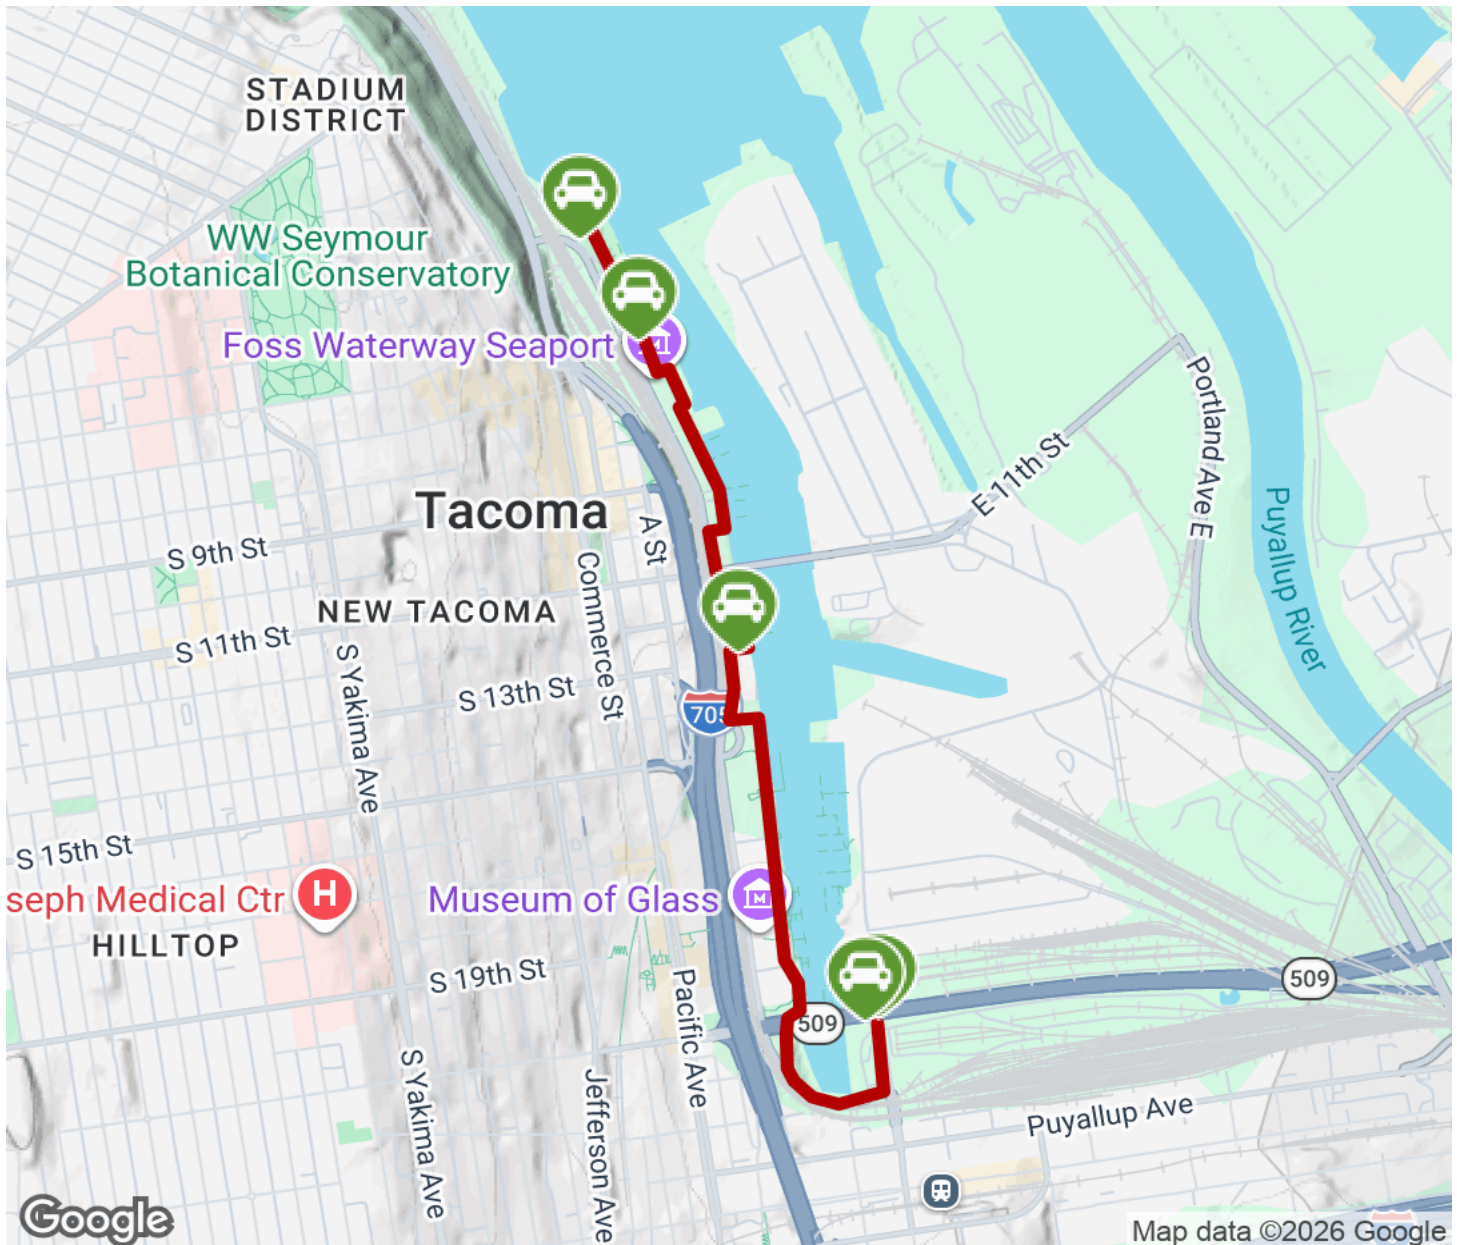 STADIUM
DISTRICT
WW Seymour
Botanical Conservatory
Foss Waterway Seaport
M
Portland Ave E
E 11th St
Puyallup River
Tacoma
A St
S 9th St
Commerce St
NEW TACOMA
S 11th St
S Yakima Ave
S 13th St
705
S 15th St
seph Medical Ctr
H
Museum of Glass
M
HILLTOP
S 19th St
Pacific Ave
509
509
S Yakima Ave
Jefferson Ave
Puyallup Ave
Google
Map data ©2026 Google